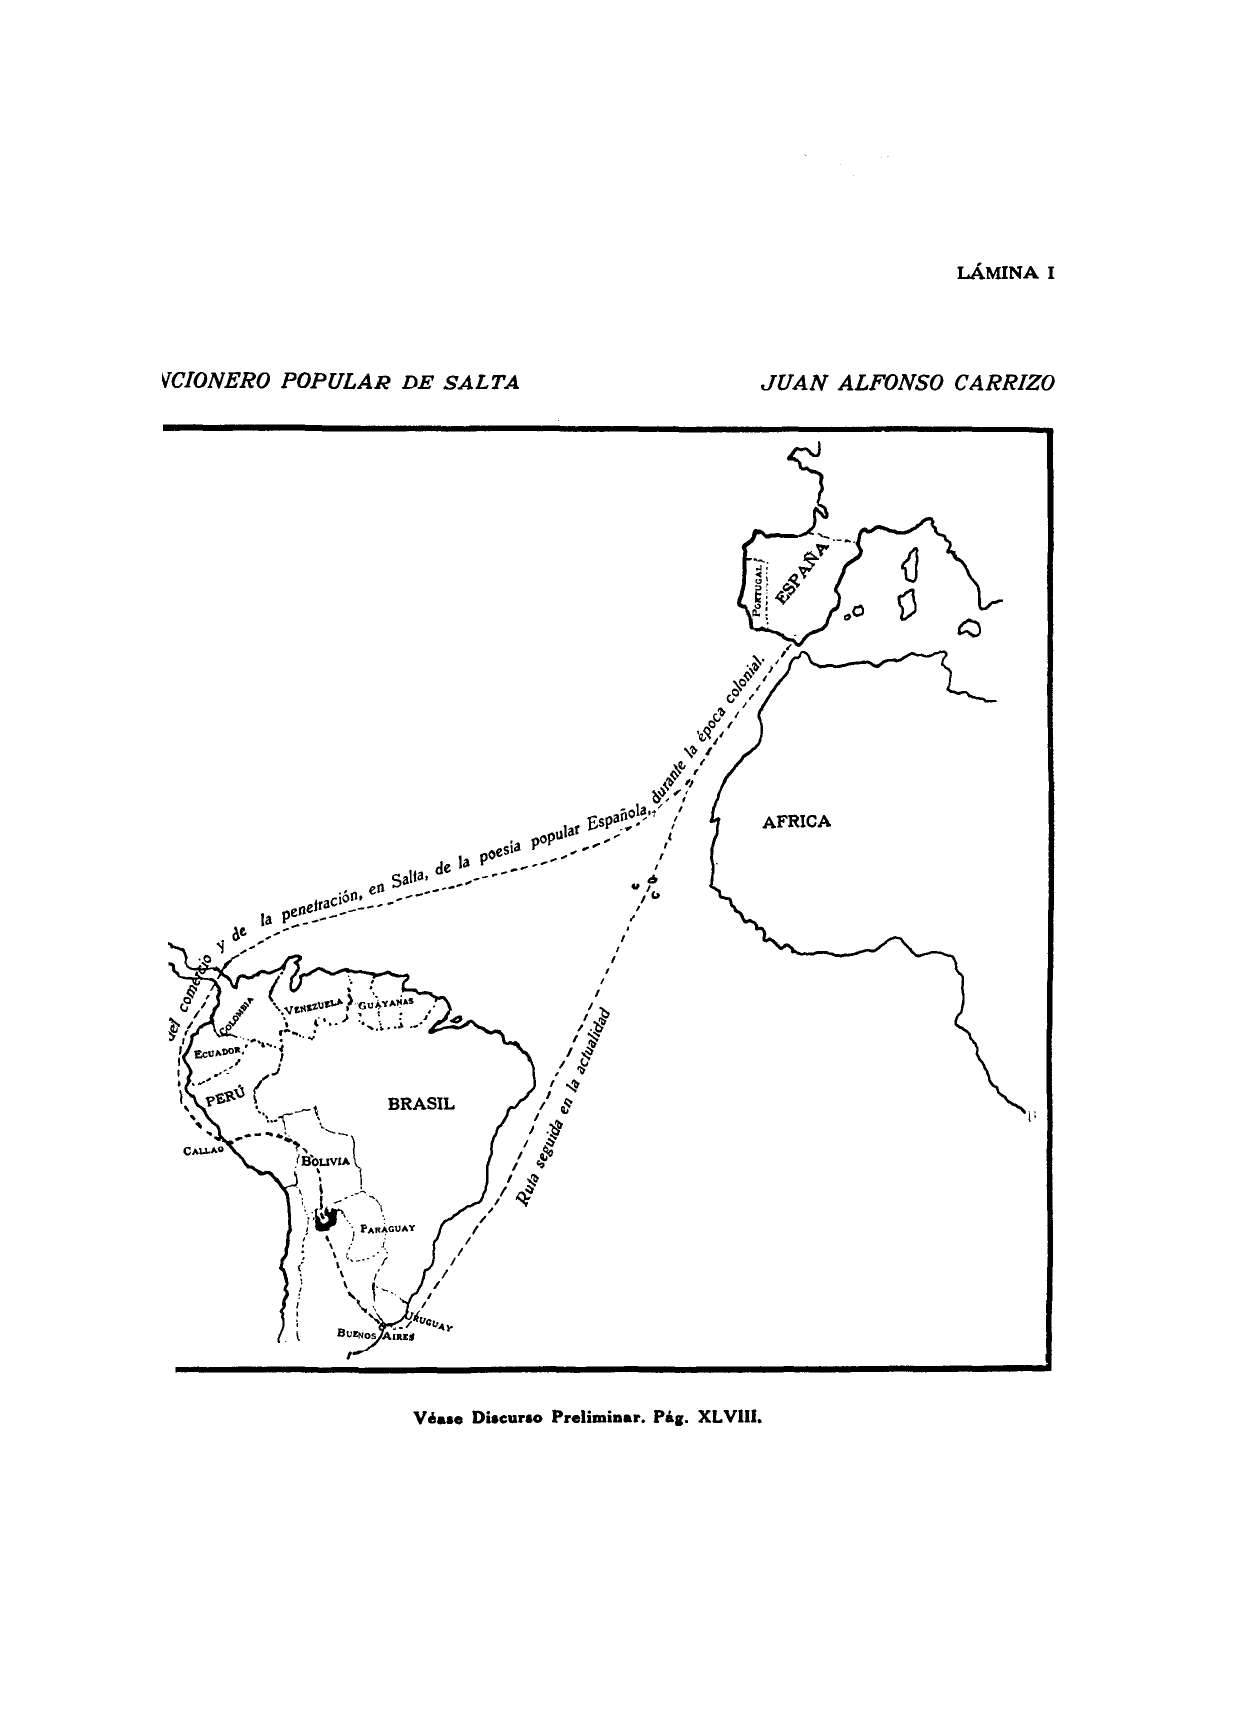 LÁMINA I
NCIONERO POPULAR DE SALTA
JUAN ALFONSO CARRIZO
ESPAÑA
PORTUGAL
AFRICA
del comercio y de la penetración, en Salta, de la poesía popular Española, durante la época colonial.
VENEZUELA
GUAYANAS
COLOMBIA
ECUADOR
PERÚ
BRASIL
Ruta seguida en la actualidad
CALLAO
BOLIVIA
PARAGUAY
URUGUAY
BUENOS AIRES
Véase Discurso Preliminar. Pág. XLVIII.